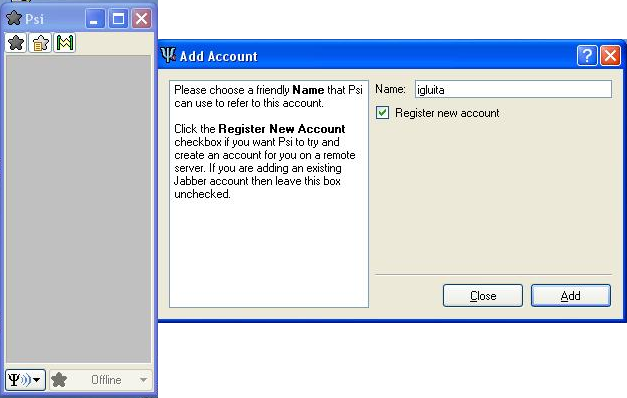 Psi
Add Account
Please choose a friendly Name that Psi
can use to refer to this account.
Click the Register New Account
checkbox if you want Psi to try and
create an account for you on a remote
server. If you are adding an existing
Jabber account then leave this box
unchecked.
Name: igluita
Register new account
Close
Add
Offline